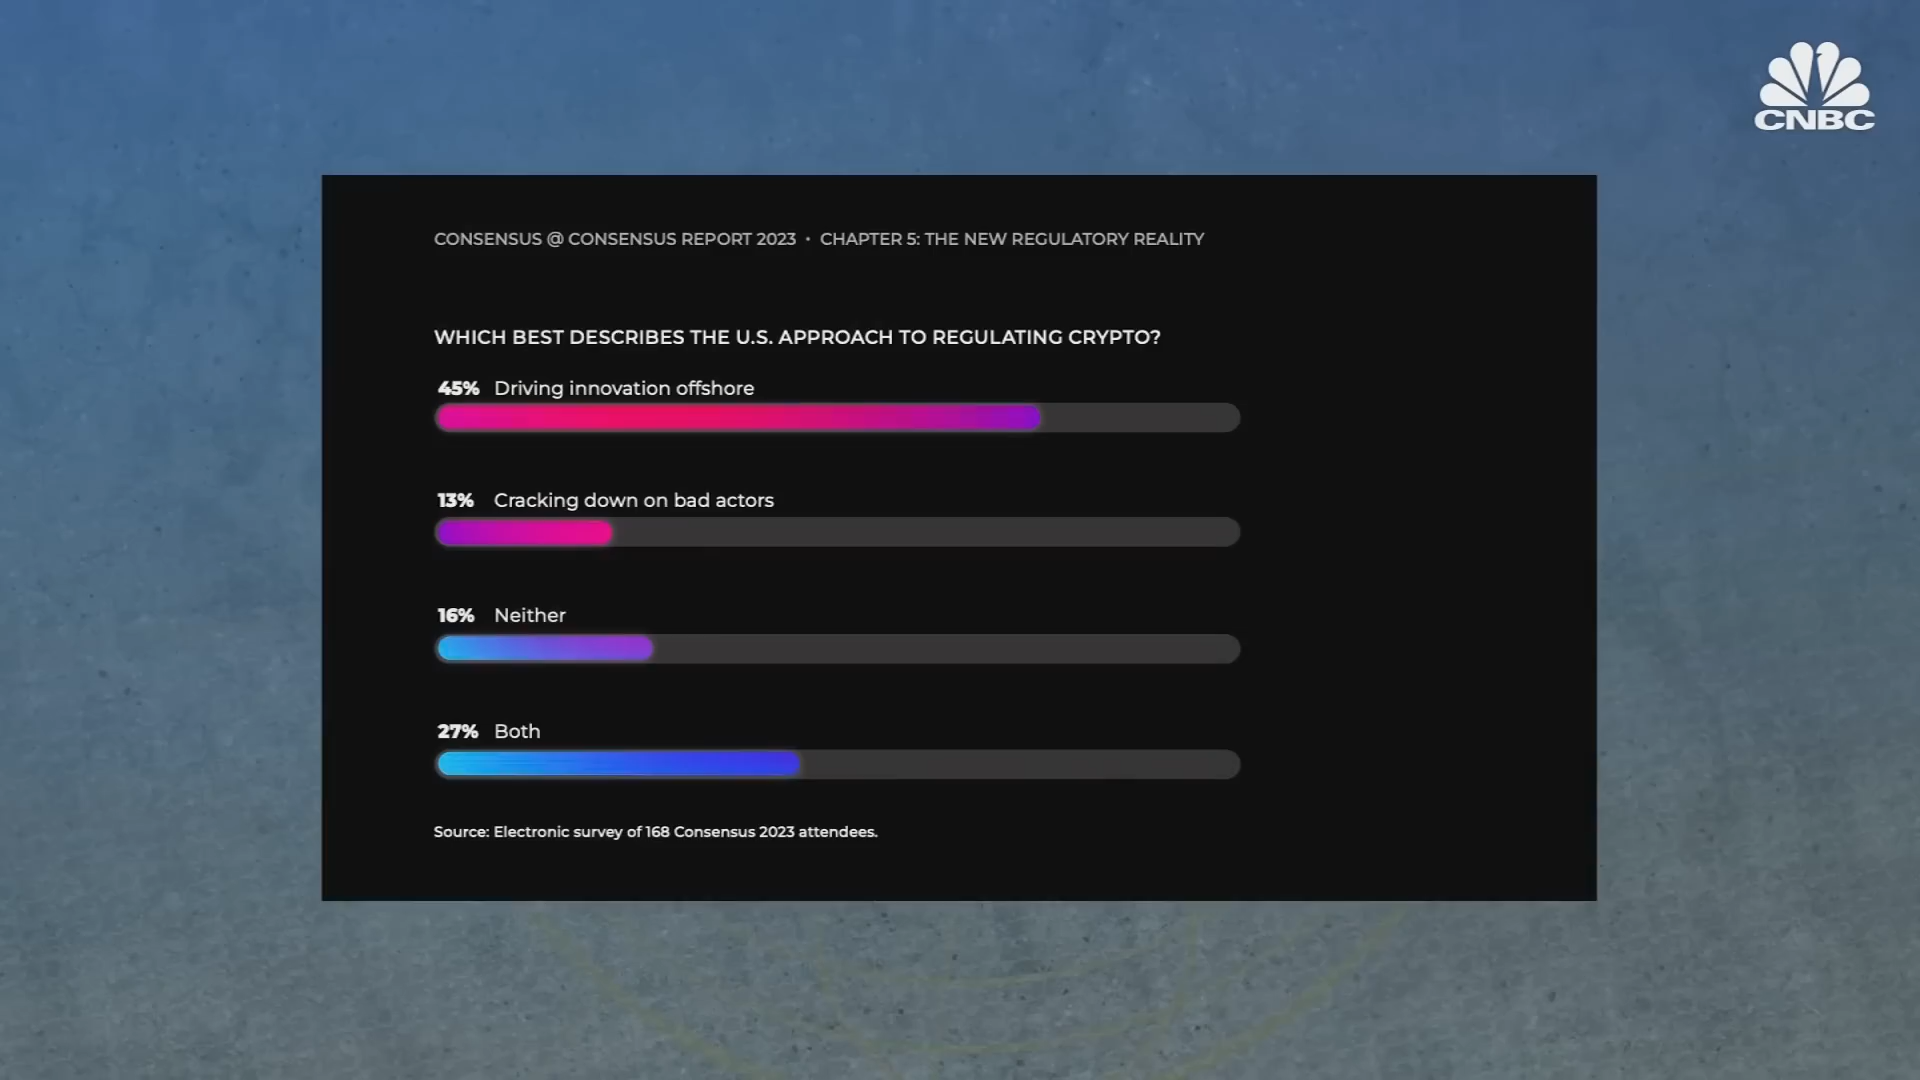 CNBC
CONSENSUS @ CONSENSUS REPORT 2023 • CHAPTER 5: THE NEW REGULATORY REALITY
WHICH BEST DESCRIBES THE U.S. APPROACH TO REGULATING CRYPTO?
45% Driving innovation offshore
13% Cracking down on bad actors
16% Neither
27% Both
Source: Electronic survey of 168 Consensus 2023 attendees.